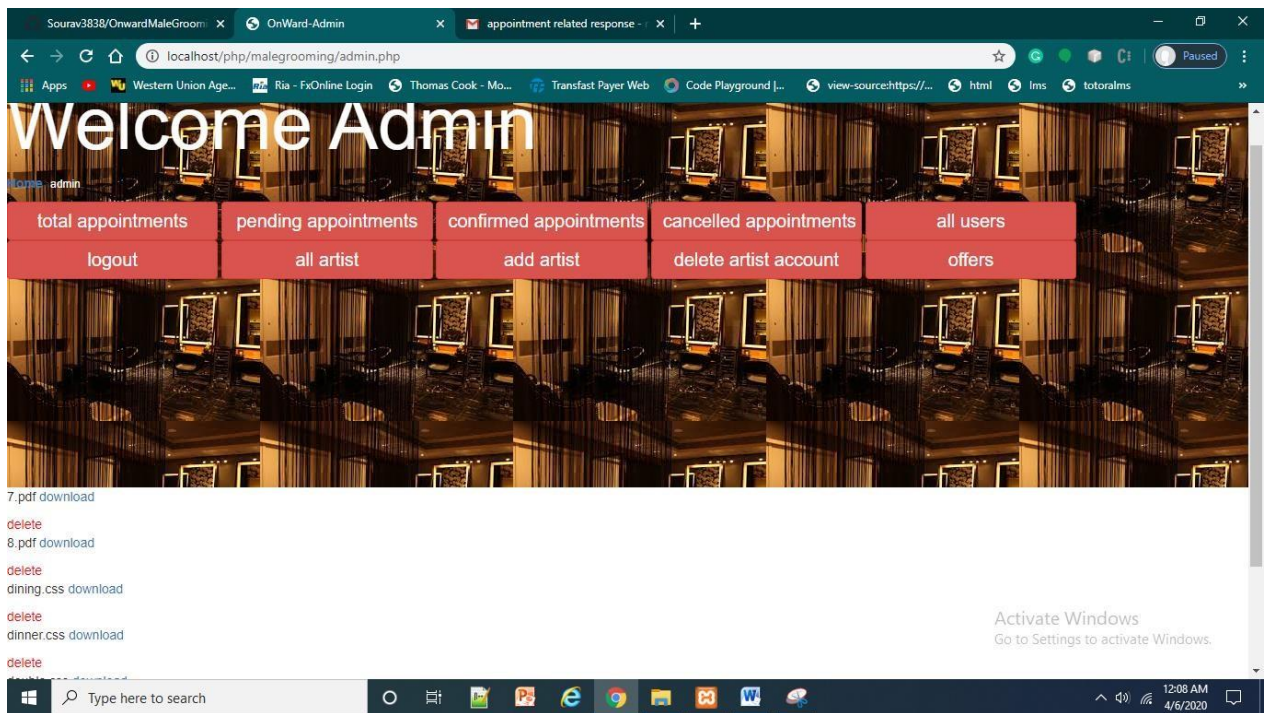 Sourav3838/OnwardMaleGroomi
OnWard-Admin
appointment related response -
localhost/php/malegrooming/admin.php
Paused
Apps
Western Union Age...
Ria - FxOnline Login
Thomas Cook - Mo...
Transfast Payer Web
Code Playground |...
view-source:https://...
html
lms
totoralms
»
Welcome Admin
Home admin
total appointments pending appointments confirmed appointments cancelled appointments all users
logout all artist add artist delete artist account offers
7.pdf download
delete
8.pdf download
delete
dining.css download
delete
dinner.css download
delete
Activate Windows
Go to Settings to activate Windows.
Type here to search
12:08 AM
4/6/2020